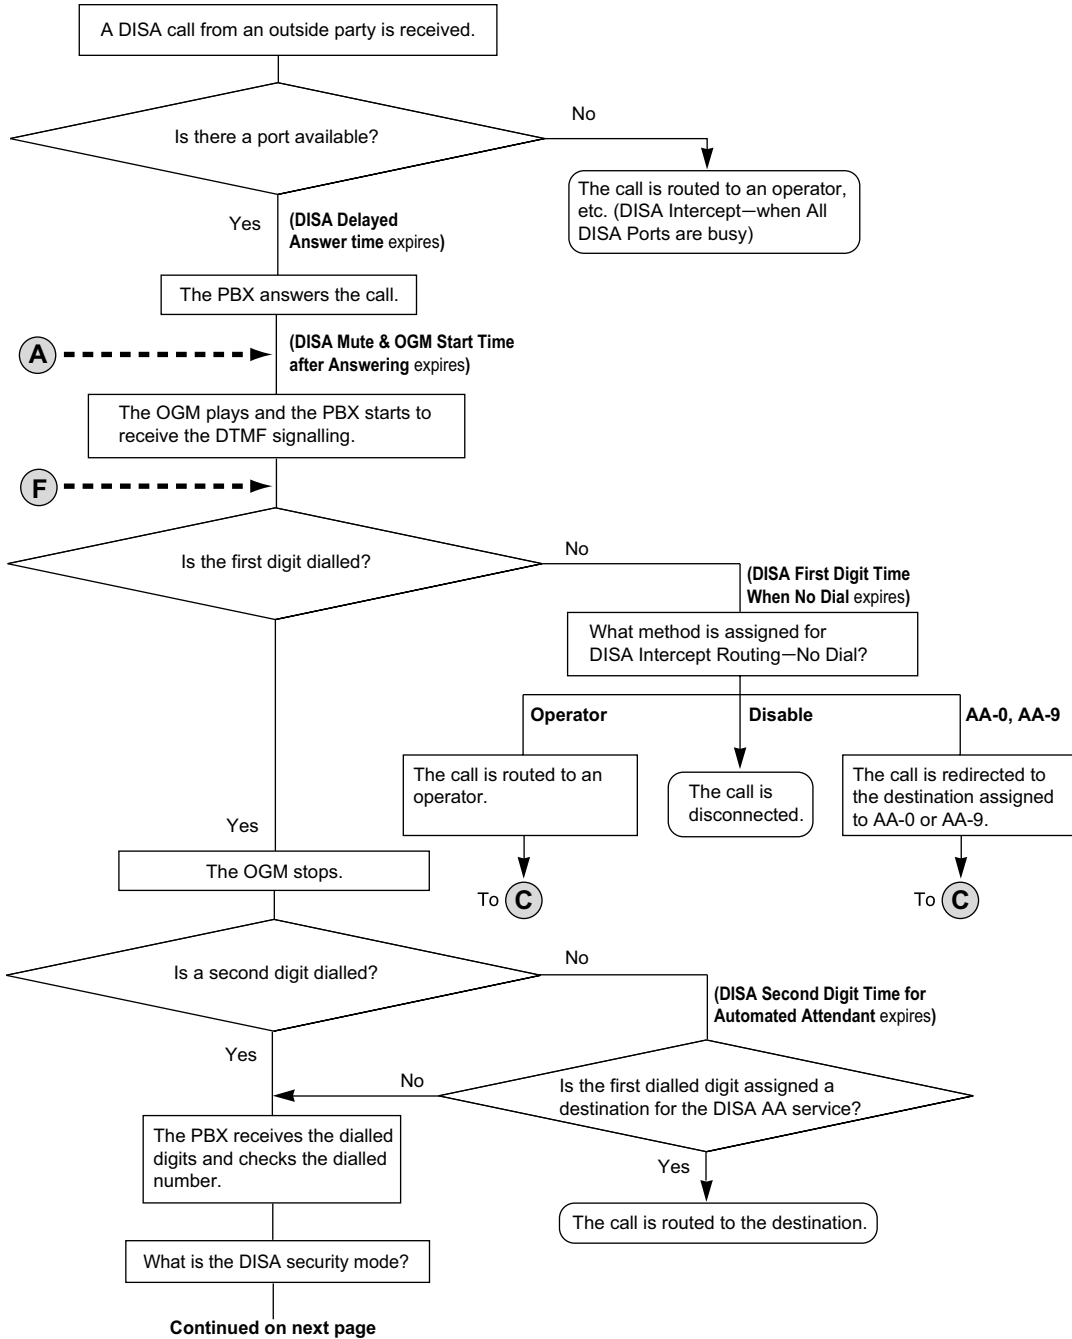 A DISA call from an outside party is received.
Is there a port available?
No
The call is routed to an operator,
etc. (DISA Intercept—when All
DISA Ports are busy)
Yes
(DISA Delayed
Answer time expires)
The PBX answers the call.
A
(DISA Mute & OGM Start Time
after Answering expires)
The OGM plays and the PBX starts to
receive the DTMF signalling.
F
Is the first digit dialled?
No
(DISA First Digit Time
When No Dial expires)
What method is assigned for
DISA Intercept Routing—No Dial?
Operator
Disable
AA-0, AA-9
The call is routed to an
operator.
The call is
disconnected.
The call is redirected to
the destination assigned
to AA-0 or AA-9.
To C
To C
Yes
The OGM stops.
Is a second digit dialled?
No
(DISA Second Digit Time for
Automated Attendant expires)
Yes
No
Is the first dialled digit assigned a
destination for the DISA AA service?
The PBX receives the dialled
digits and checks the dialled
number.
Yes
The call is routed to the destination.
What is the DISA security mode?
Continued on next page